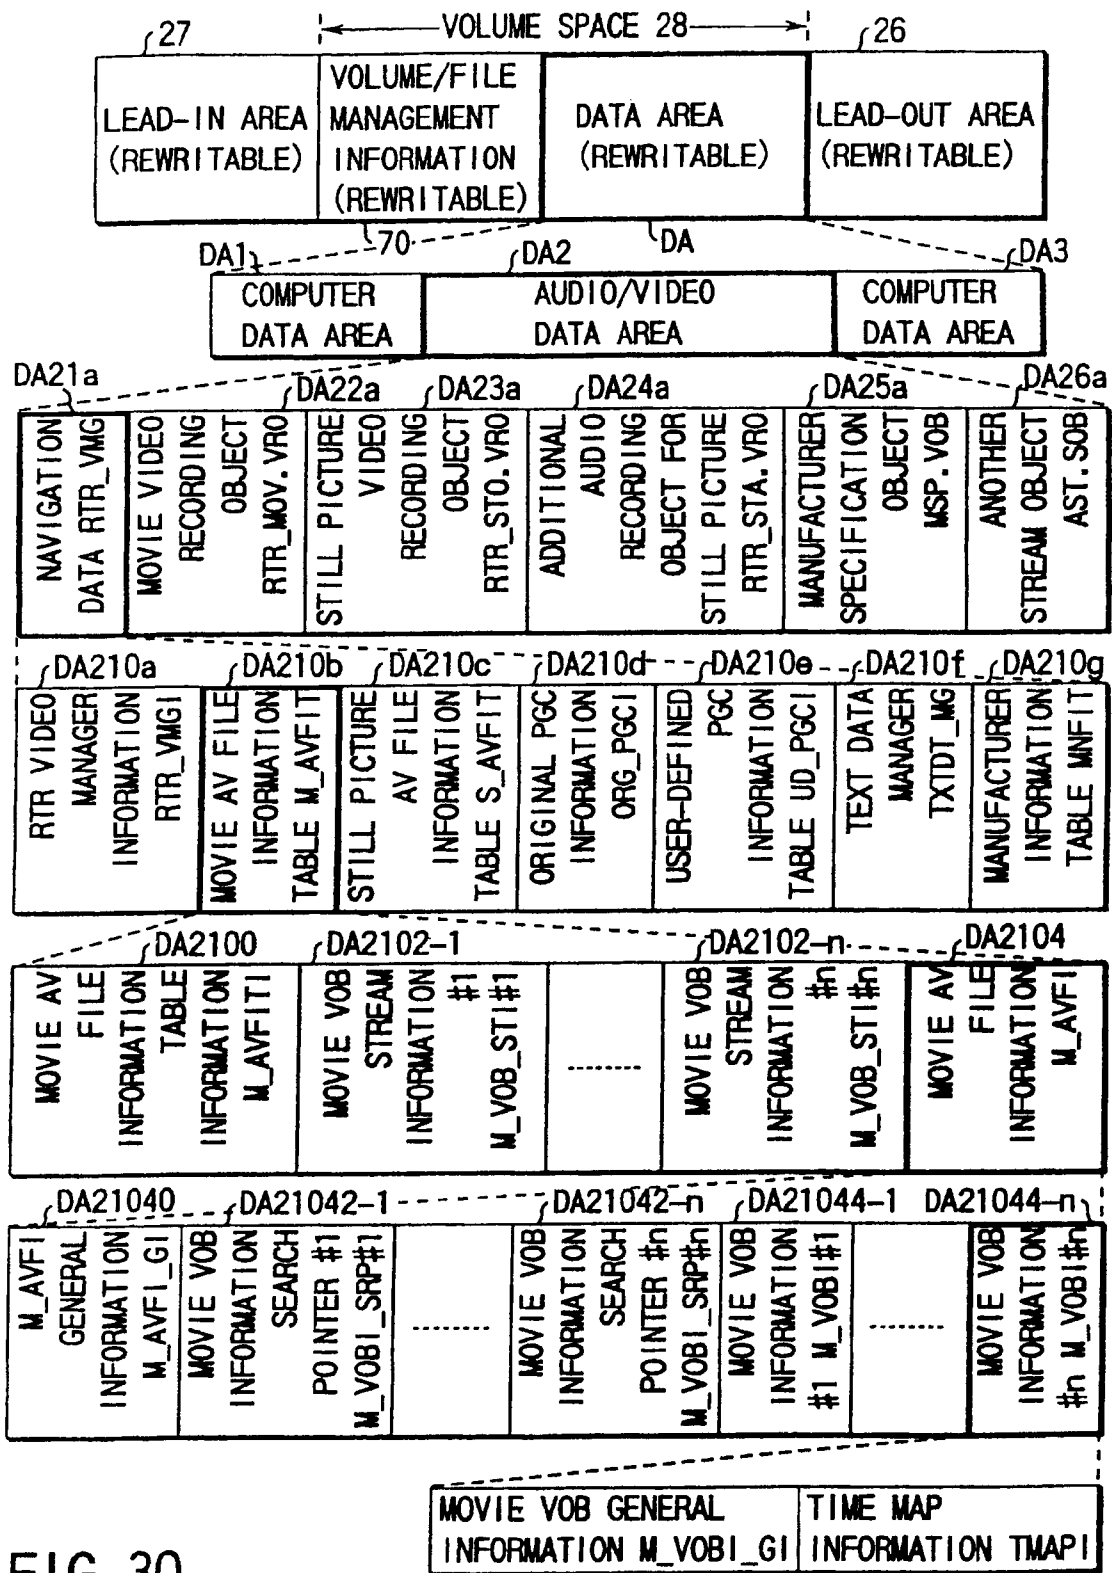 VOLUME SPACE 28
27
26
LEAD-IN AREA
(REWRITABLE)
VOLUME/FILE
MANAGEMENT
INFORMATION
(REWRITABLE)
DATA AREA
(REWRITABLE)
LEAD-OUT AREA
(REWRITABLE)
70
DA
DA1
DA2
DA3
COMPUTER
DATA AREA
AUDIO/VIDEO
DATA AREA
COMPUTER
DATA AREA
DA21a
DA22a
DA23a
DA24a
DA25a
DA26a
NAVIGATION
DATA RTR_VMG
MOVIE VIDEO
RECORDING
OBJECT
RTR_MOV.VRO
STILL PICTURE
VIDEO
RECORDING
OBJECT
RTR_STO.VRO
ADDITIONAL
AUDIO
RECORDING
OBJECT FOR
STILL PICTURE
RTR_STA.VRO
MANUFACTURER
SPECIFICATION
OBJECT
MSP.VOB
ANOTHER
STREAM OBJECT
AST.SOB
DA210a
DA210b
DA210c
DA210d
DA210e
DA210f
DA210g
RTR VIDEO
MANAGER
INFORMATION
RTR_VMGI
MOVIE AV FILE
INFORMATION
TABLE M_AVFIT
STILL PICTURE
AV FILE
INFORMATION
TABLE S_AVFIT
ORIGINAL PGC
INFORMATION
ORG_PGCI
USER-DEFINED
PGC
INFORMATION
TABLE UD_PGCI
TEXT DATA
MANAGER
TXTDT_MG
MANUFACTURER
INFORMATION
TABLE MNFIT
DA2100
DA2102-1
DA2102-n
DA2104
MOVIE AV
FILE
INFORMATION
TABLE
INFORMATION
M_AVFITI
MOVIE VOB
STREAM
INFORMATION
#1
M_VOB_STI#1
........
MOVIE VOB
STREAM
INFORMATION
#n
M_VOB_STI#n
MOVIE AV
FILE
INFORMATION
M_AVFI
DA21040
DA21042-1
DA21042-n
DA21044-1
DA21044-n
M_AVFI
GENERAL
INFORMATION
M_AVFI_GI
MOVIE VOB
INFORMATION
SEARCH
POINTER #1
M_VOBI_SRP#1
........
MOVIE VOB
INFORMATION
SEARCH
POINTER #n
M_VOBI_SRP#n
MOVIE VOB
INFORMATION
#1 M_VOBI#1
........
MOVIE VOB
INFORMATION
#n M_VOBI#n
MOVIE VOB GENERAL
INFORMATION M_VOBI_GI
TIME MAP
INFORMATION TMAPI
FIG. 30